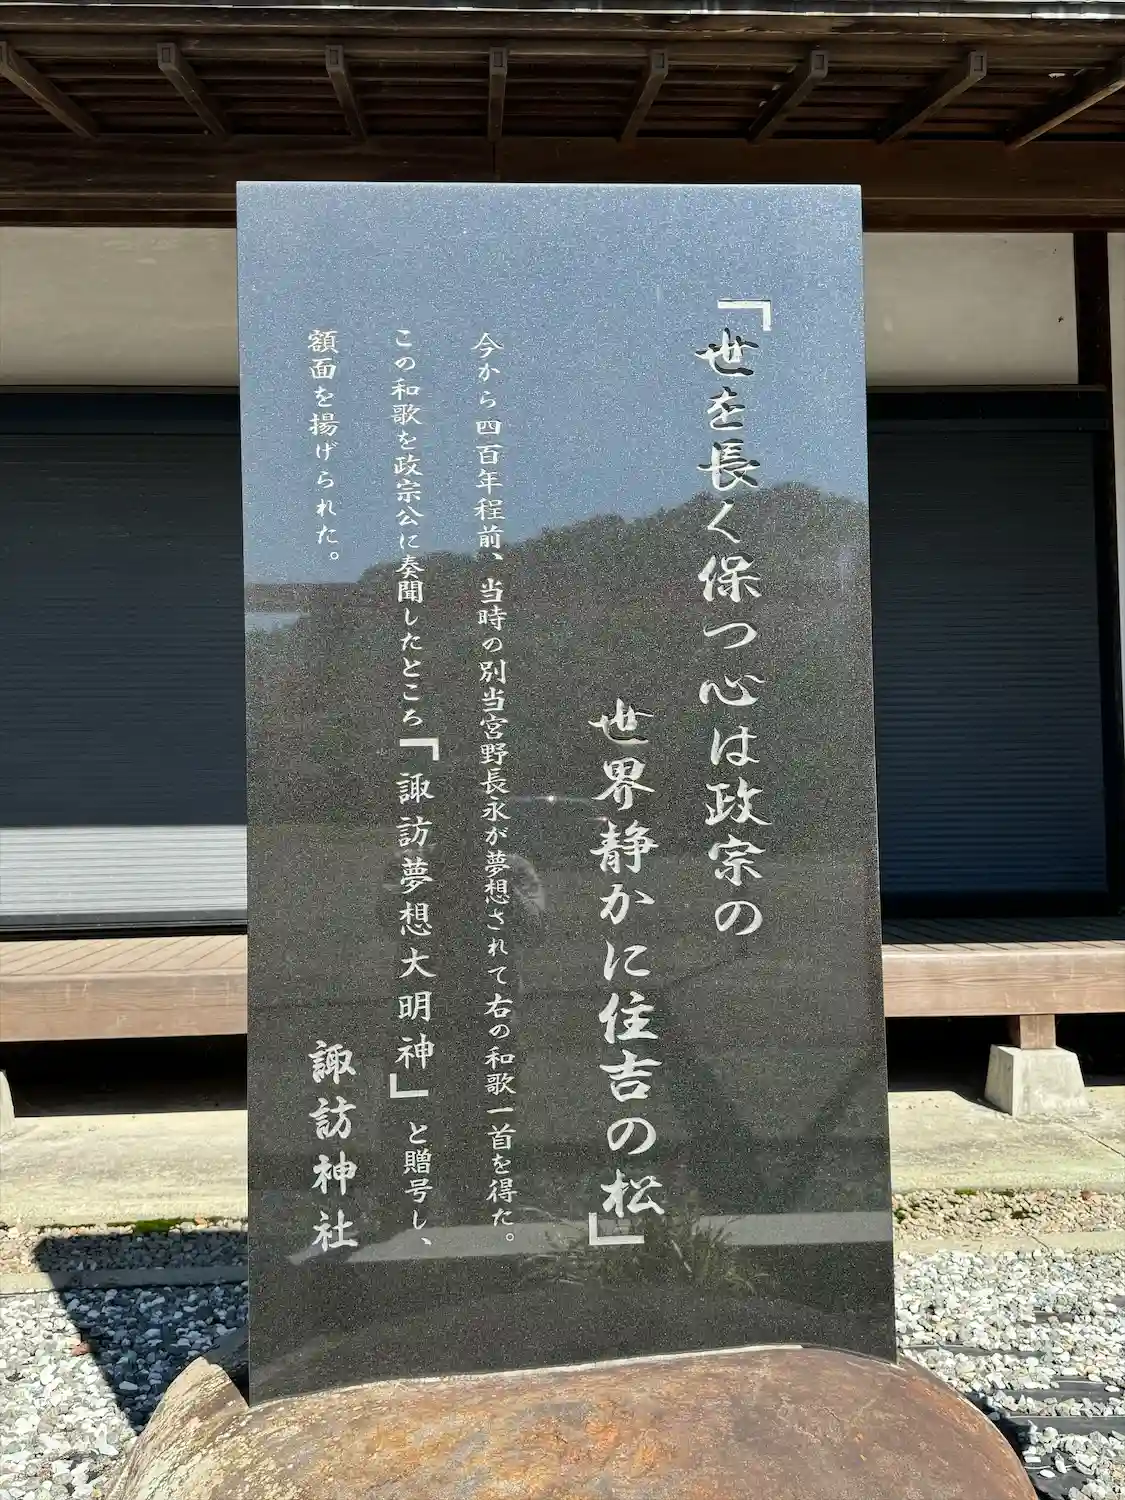 「世を長く保つ心は政宗の
世界静かに住吉の松」
今から四百年程前、当時の別当宮野長永が夢想されて右の和歌一首を得た。
この和歌を政宗公に奏聞したところ「諏訪夢想大明神」と贈号し、
額面を揚げられた。
諏訪神社